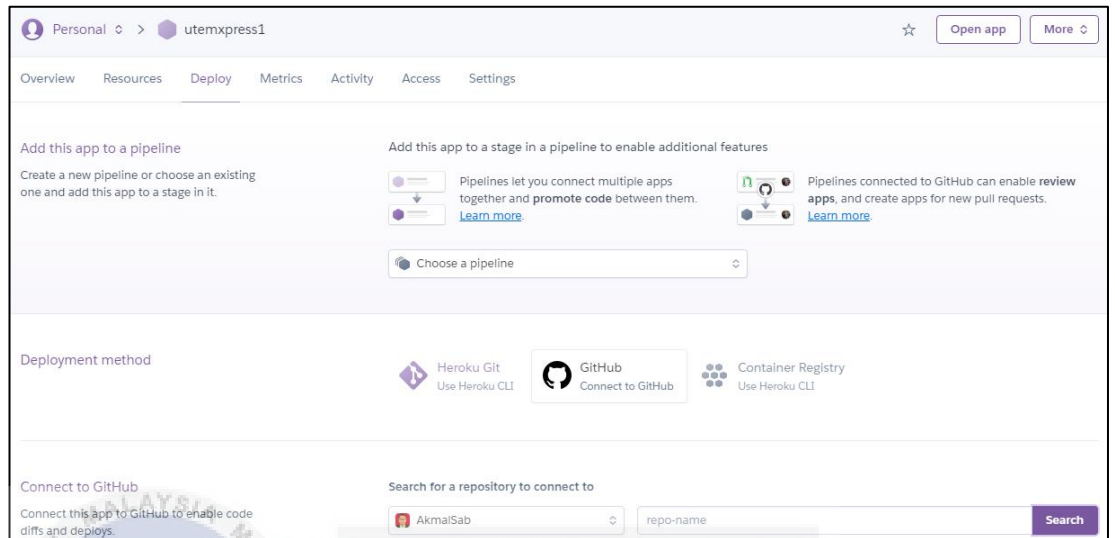 Personal > utemxpress1
Open app
More
Overview Resources Deploy Metrics Activity Access Settings
Add this app to a pipeline
Create a new pipeline or choose an existing
one and add this app to a stage in it.
Add this app to a stage in a pipeline to enable additional features
Pipelines let you connect multiple apps
together and promote code between them.
Learn more.
Pipelines connected to GitHub can enable review
apps, and create apps for new pull requests.
Learn more.
Choose a pipeline
Deployment method
Heroku Git
Use Heroku CLI
GitHub
Connect to GitHub
Container Registry
Use Heroku CLI
Connect to GitHub
Connect this app to GitHub to enable code
diffs and deploys.
Search for a repository to connect to
AkmalSab
repo-name
Search
MALAYSIA